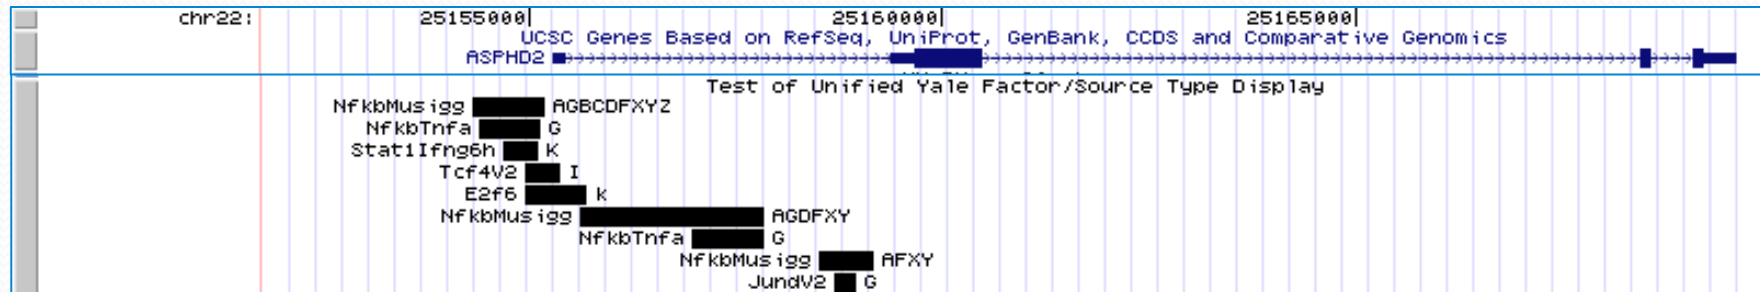 chr22: 25155000| 25160000| 25165000|
UCSC Genes Based on RefSeq, UniProt, GenBank, CCDS and Comparative Genomics
ASPHD2
Test of Unified Yale Factor/Source Type Display
NfkbMusigg AGBCDFXYZ
NfkbTnfa G
Stat1Ifng6h K
Tcf4V2 I
E2f6 k
NfkbMusigg AGDFXY
NfkbTnfa G
NfkbMusigg AFXY
JundV2 G